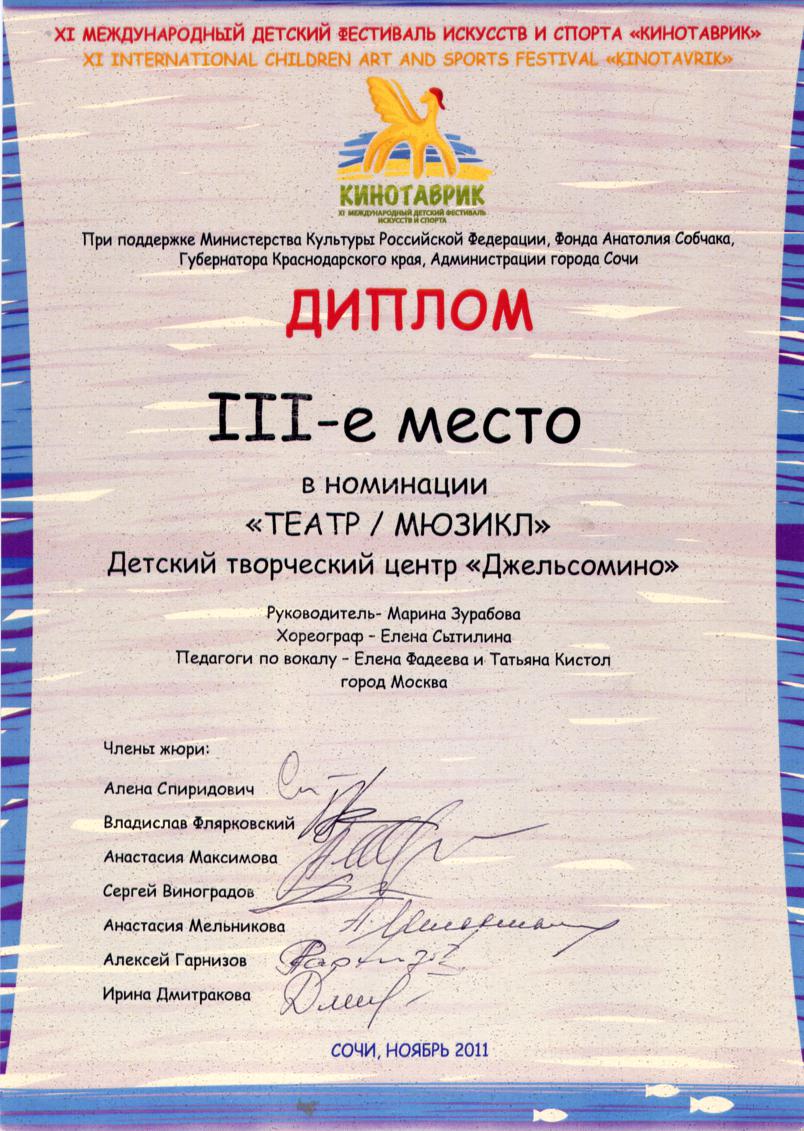 XI МЕЖДУНАРОДНЫЙ ДЕТСКИЙ ФЕСТИВАЛЬ ИСКУССТВ И СПОРТА «КИНОТАВРИК»
XI INTERNATIONAL CHILDREN ART AND SPORTS FESTIVAL «KINOTAVRIK»
КИНОТАВРИК
XI МЕЖДУНАРОДНЫЙ ДЕТСКИЙ ФЕСТИВАЛЬ
ИСКУССТВ И СПОРТА
При поддержке Министерства Культуры Российской Федерации, Фонда Анатолия Собчака,
Губернатора Краснодарского края, Администрации города Сочи
ДИПЛОМ
III-е место
в номинации
«ТЕАТР / МЮЗИКЛ»
Детский творческий центр «Джельсомино»
Руководитель- Марина Зурабова
Хореограф – Елена Сытилина
Педагоги по вокалу – Елена Фадеева и Татьяна Кистол
город Москва
Члены жюри:
Алена Спиридович
Владислав Флярковский
Анастасия Максимова
Сергей Виноградов
Анастасия Мельникова
Алексей Гарнизов
Ирина Дмитракова
СОЧИ, НОЯБРЬ 2011